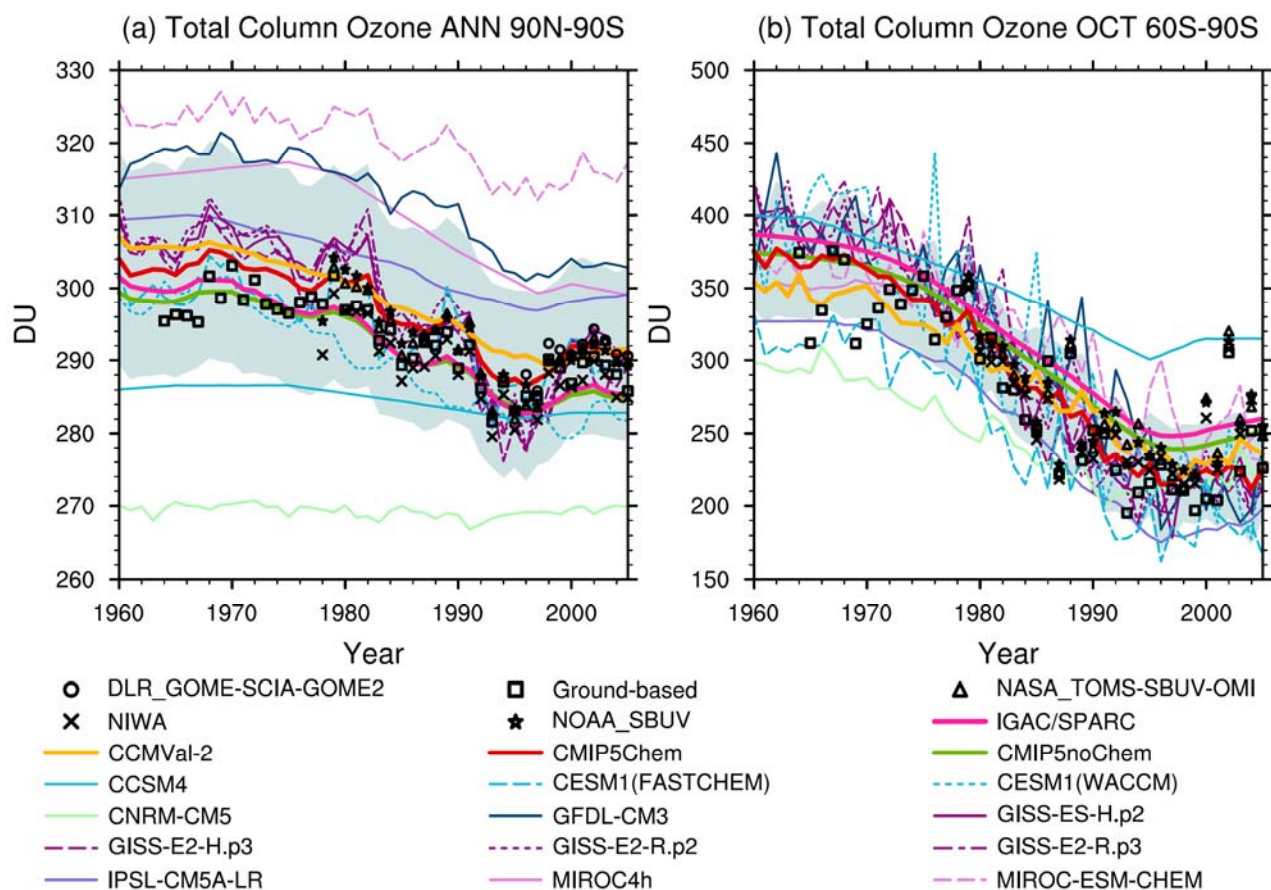 (a) Total Column Ozone ANN 90N-90S
(b) Total Column Ozone OCT 60S-90S
330
320
310
300
290
280
270
260
DU
1960
1970
1980
1990
2000
Year
500
450
400
350
300
250
200
150
DU
1960
1970
1980
1990
2000
Year
DLR_GOME-SCIA-GOME2
Ground-based
NASA_TOMS-SBUV-OMI
NIWA
NOAA_SBUV
IGAC/SPARC
CCMVal-2
CMIP5Chem
CMIP5noChem
CCSM4
CESM1(FASTCHEM)
CESM1(WACCM)
CNRM-CM5
GFDL-CM3
GISS-ES-H.p2
GISS-E2-H.p3
GISS-E2-R.p2
GISS-E2-R.p3
IPSL-CM5A-LR
MIROC4h
MIROC-ESM-CHEM